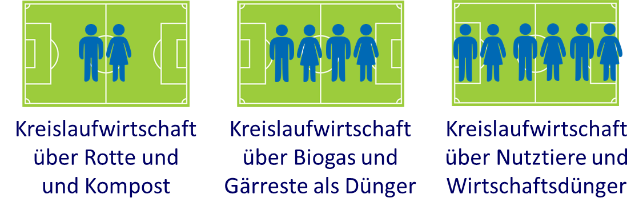 Kreislaufwirtschaft
über Rotte und
und Kompost
Kreislaufwirtschaft
über Biogas und
Gärreste als Dünger
Kreislaufwirtschaft
über Nutztiere und
Wirtschaftsdünger